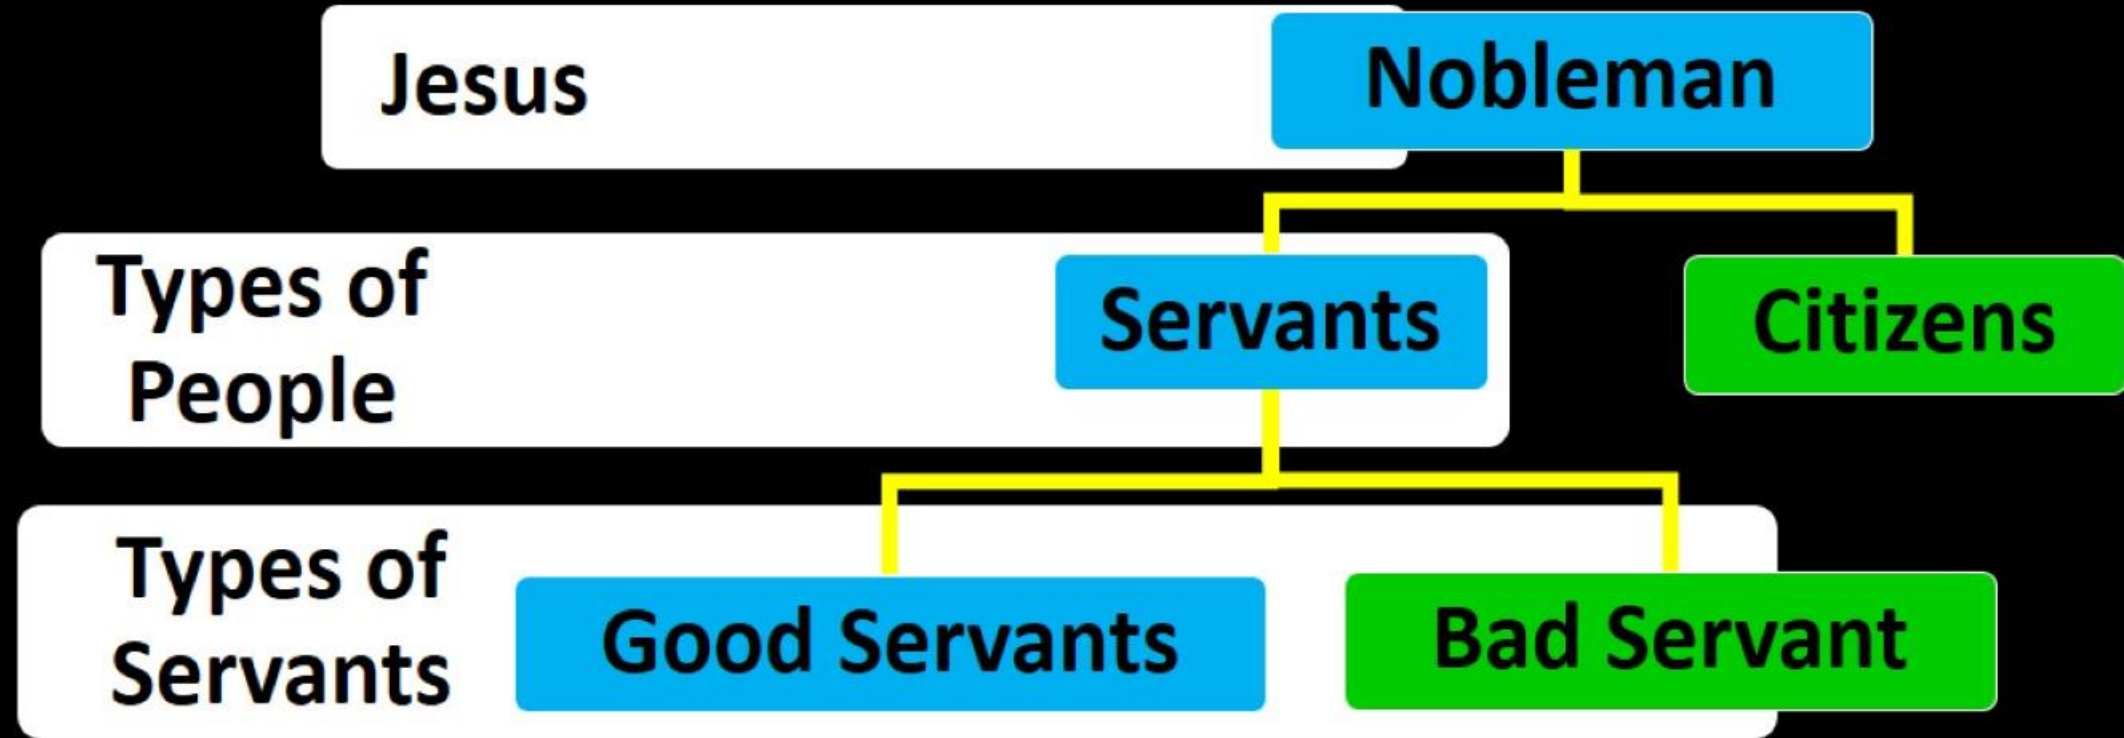 Jesus
Nobleman
Types of
People
Servants
Citizens
Types of
Servants
Good Servants
Bad Servant